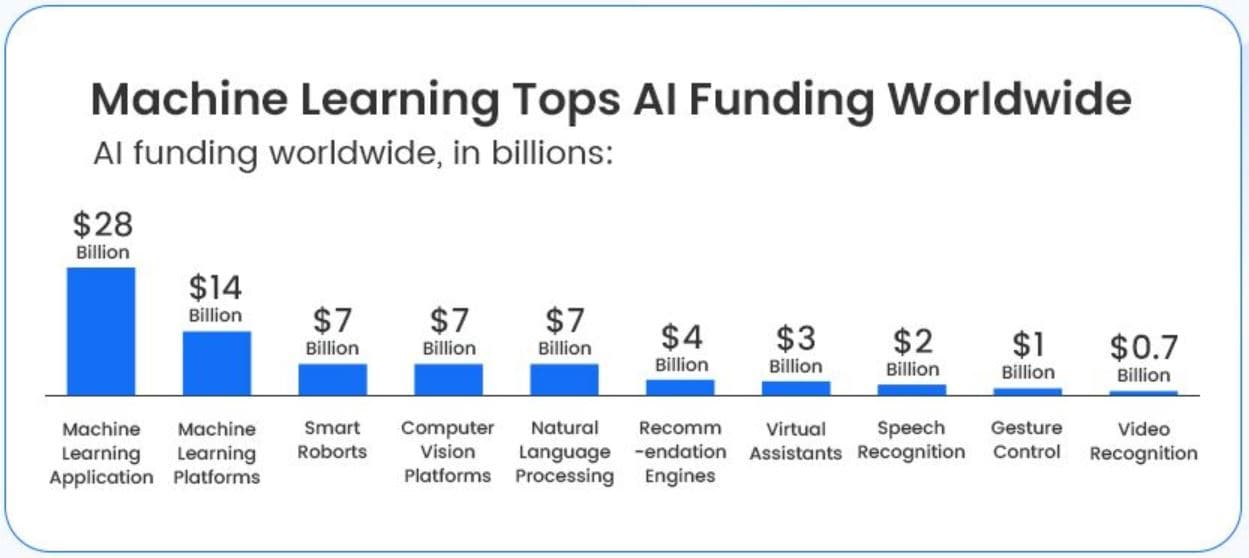 Machine Learning Tops AI Funding Worldwide
AI funding worldwide, in billions:
$28
Billion
$14
Billion
$7
Billion
$7
Billion
$7
Billion
$4
Billion
$3
Billion
$2
Billion
$1
Billion
$0.7
Billion
Machine
Learning
Application
Machine
Learning
Platforms
Smart
Roborts
Computer
Vision
Platforms
Natural
Language
Processing
Recomm
-endation
Engines
Virtual
Assistants
Speech
Recognition
Gesture
Control
Video
Recognition